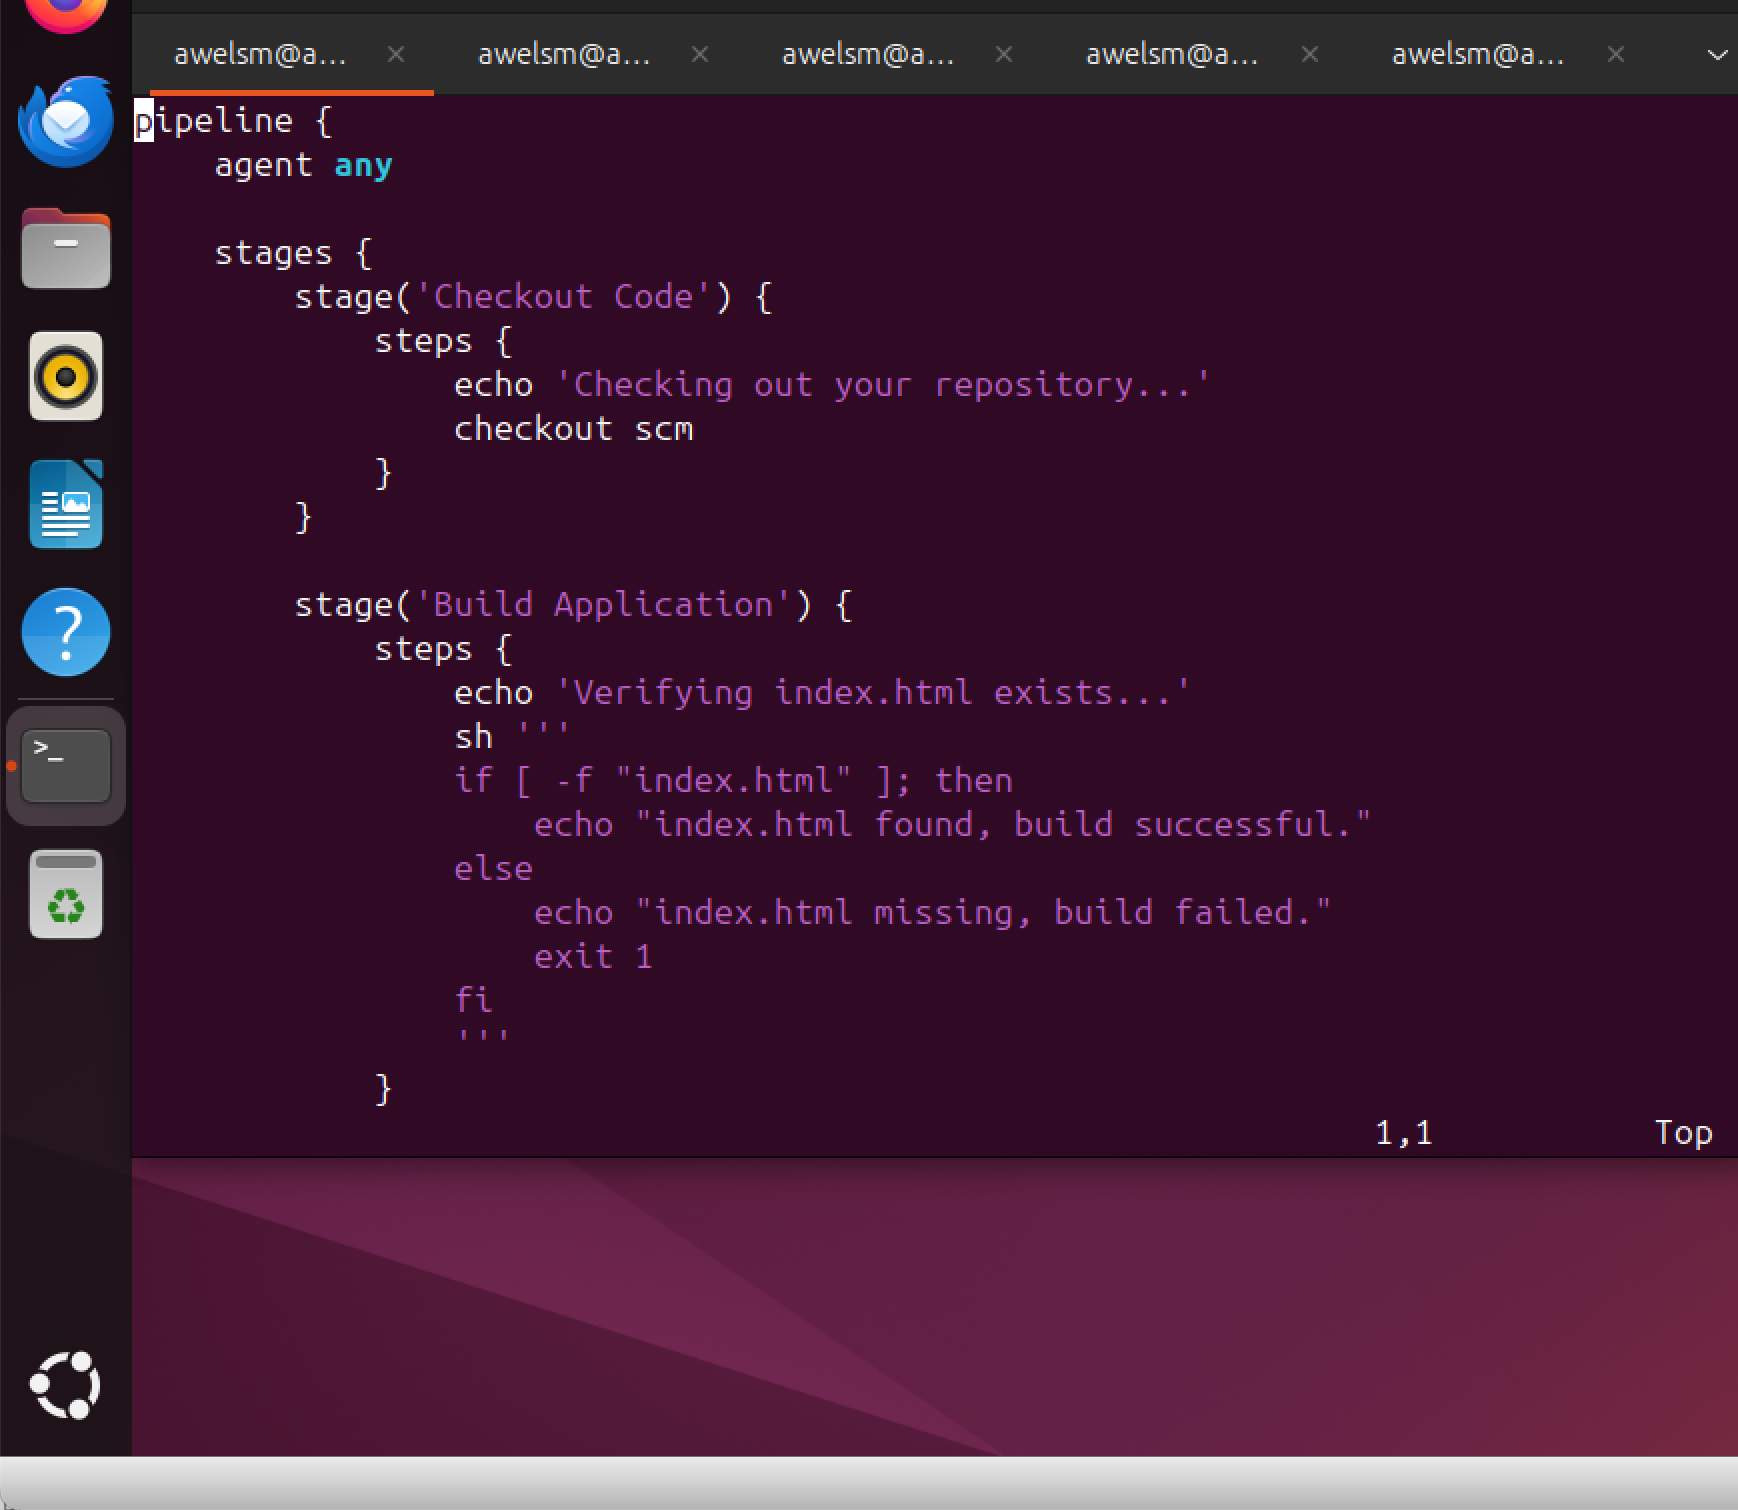 awelsm@a... × awelsm@a... × awelsm@a... × awelsm@a... × awelsm@a... ×
pipeline {
    agent any

    stages {
        stage('Checkout Code') {
            steps {
                echo 'Checking out your repository...'
                checkout scm
            }
        }

        stage('Build Application') {
            steps {
                echo 'Verifying index.html exists...'
                sh '''
                if [ -f "index.html" ]; then
                    echo "index.html found, build successful."
                else
                    echo "index.html missing, build failed."
                    exit 1
                fi
                '''
            }
1,1 Top